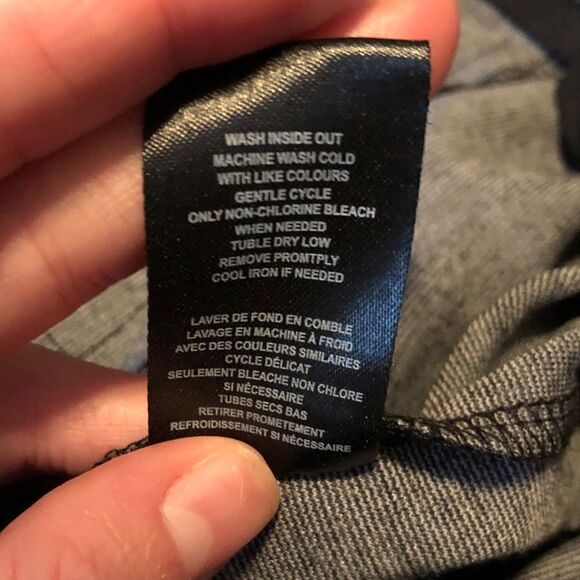 WASH INSIDE OUT
MACHINE WASH COLD
WITH LIKE COLOURS
GENTLE CYCLE
ONLY NON-CHLORINE BLEACH
WHEN NEEDED
TUBLE DRY LOW
REMOVE PROMTPLY
COOL IRON IF NEEDED
LAVER DE FOND EN COMBLE
LAVAGE EN MACHINE À FROID
AVEC DES COULEURS SIMILAIRES
CYCLE DÉLICAT
SEULEMENT BLEACHE NON CHLORE
SI NÉCESSAIRE
TUBES SECS BAS
RETIRER PROMETEMENT
REFROIDISSEMENT SI NÉCESSAIRE